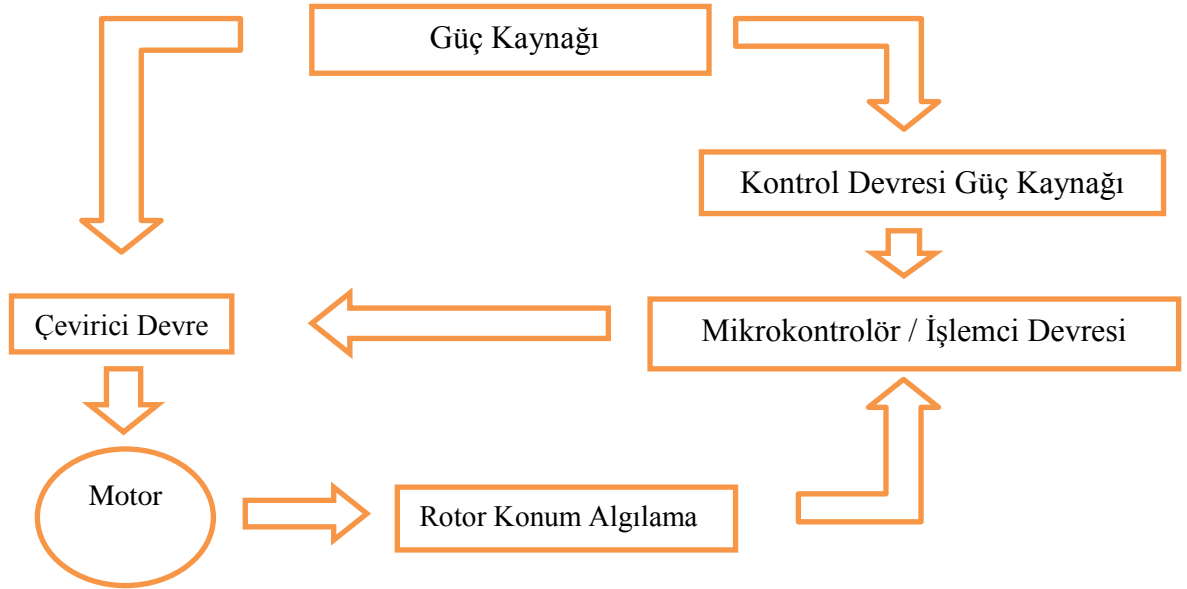 Güç Kaynağı
Kontrol Devresi Güç Kaynağı
Çevirici Devre
Mikrokontrolör / İşlemci Devresi
Motor
Rotor Konum Algılama